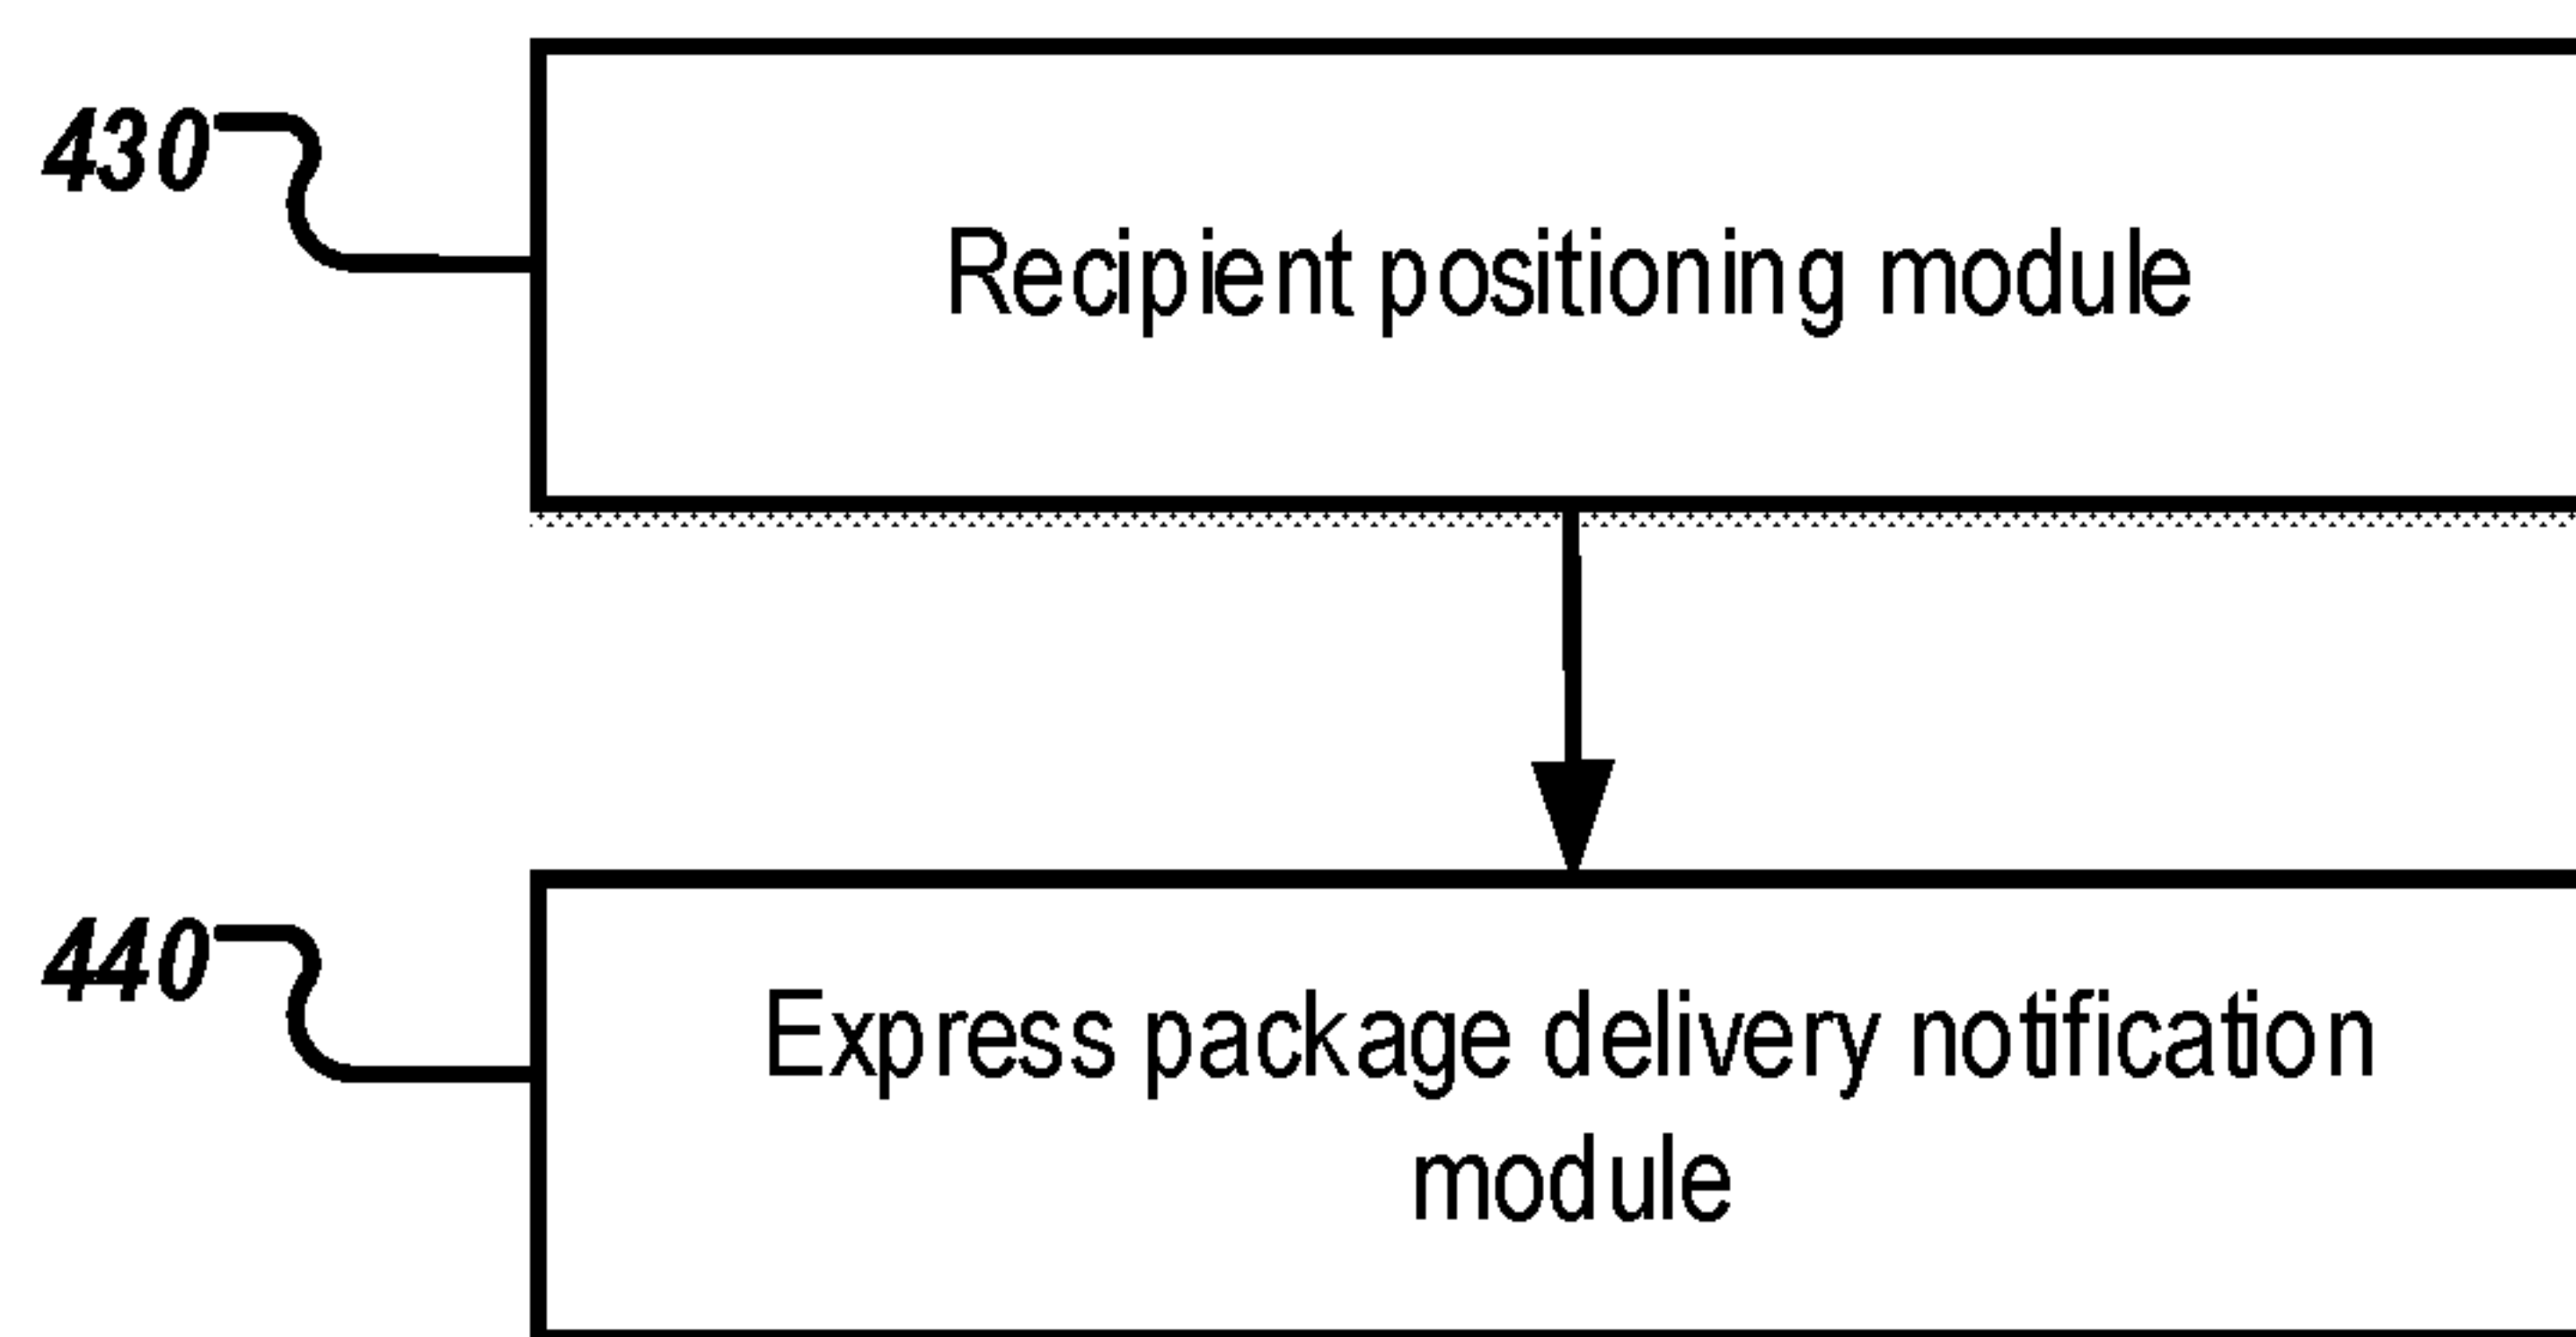 430
Recipient positioning module
440
Express package delivery notification
module